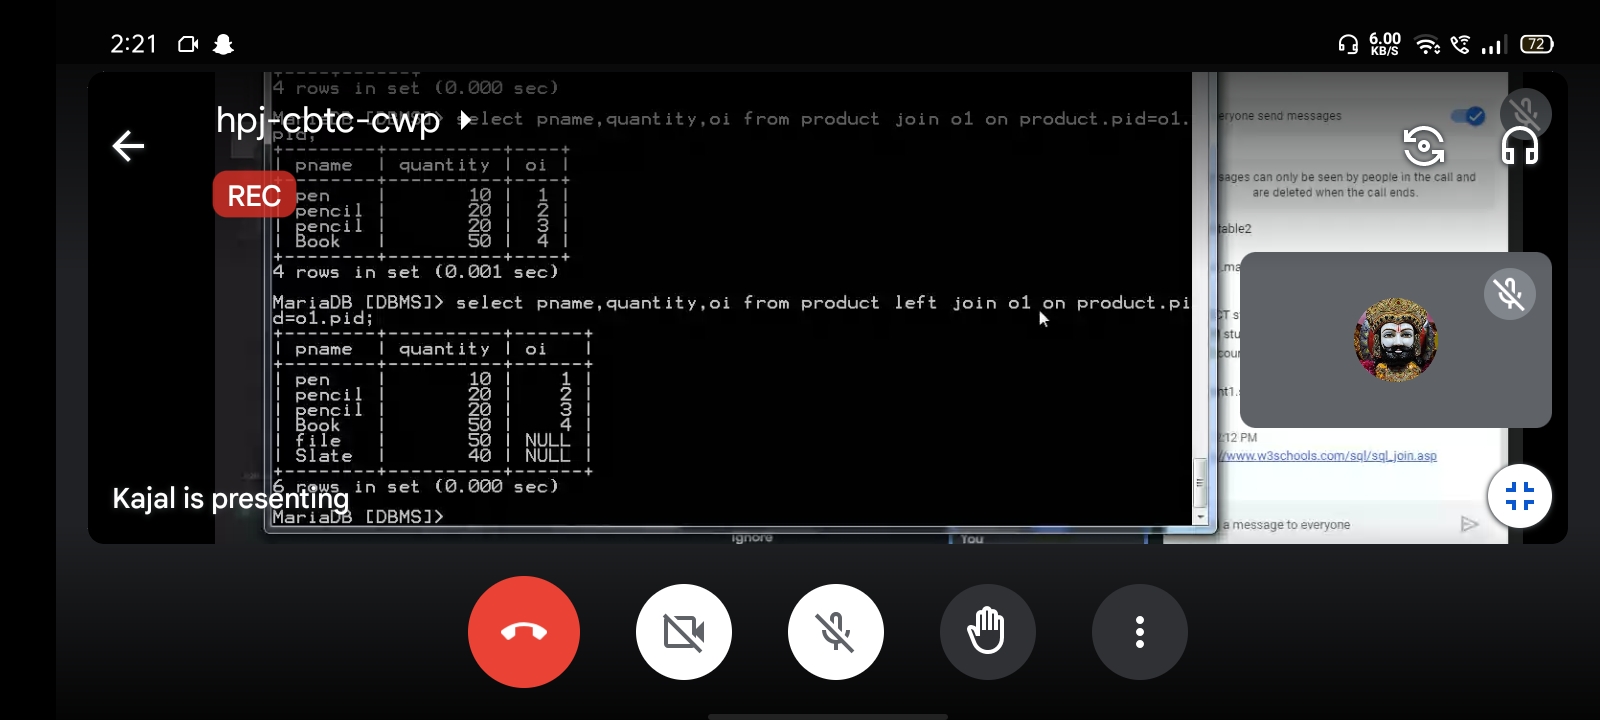 2:21
6.00
KB/S
72
4 rows in set (0.000 sec)
hpj-cbtc-cwp
select pname,quantity,oi from product join o1 on product.pid=o1.
pid;
| pname | quantity | oi |
REC
| pen | 10 | 1 |
| pencil | 20 | 2 |
| pencil | 20 | 3 |
| Book | 50 | 4 |
4 rows in set (0.001 sec)
MariaDB [DBMS]> select pname,quantity,oi from product left join o1 on product.pi
d=o1.pid;
| pname | quantity | oi |
| pen | 10 | 1 |
| pencil | 20 | 2 |
| pencil | 20 | 3 |
| Book | 50 | 4 |
| file | 50 | NULL |
| Slate | 40 | NULL |
6 rows in set (0.000 sec)
Kajal is presenting
MariaDB [DBMS]>
Ignore
You
eryone send messages
sages can only be seen by people in the call and
are deleted when the call ends.
table2
2:12 PM
//www.w3schools.com/sql/sql_join.asp
a message to everyone